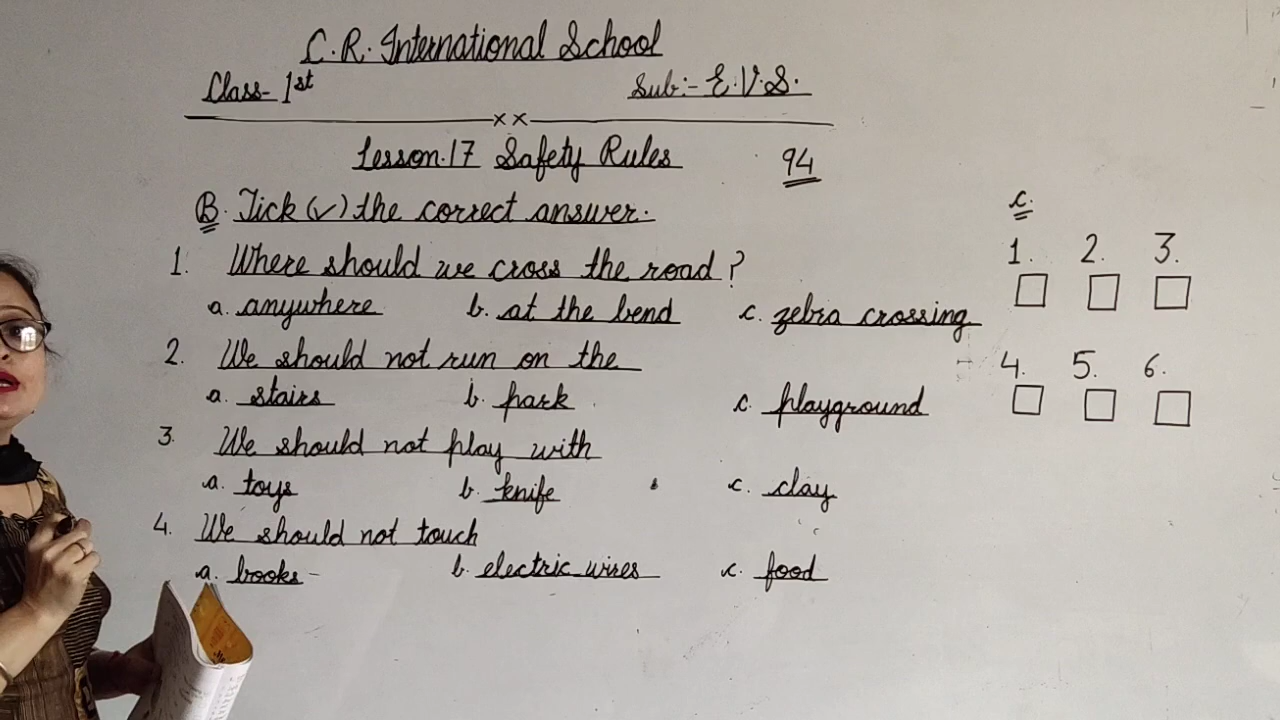 C.R. International School
Class- 1st Sub:- E.V.S.
xx
Lesson.17 Safety Rules 94
B. Tick (✓) the correct answer.
1. Where should we cross the road?
a. anywhere b. at the bend c. zebra crossing
2. We should not run on the
a. stairs b. park c. playground
3. We should not play with
a. toys b. knife c. clay
4. We should not touch
a. books b. electric wires c. food
c.
1. 2. 3.
4. 5. 6.